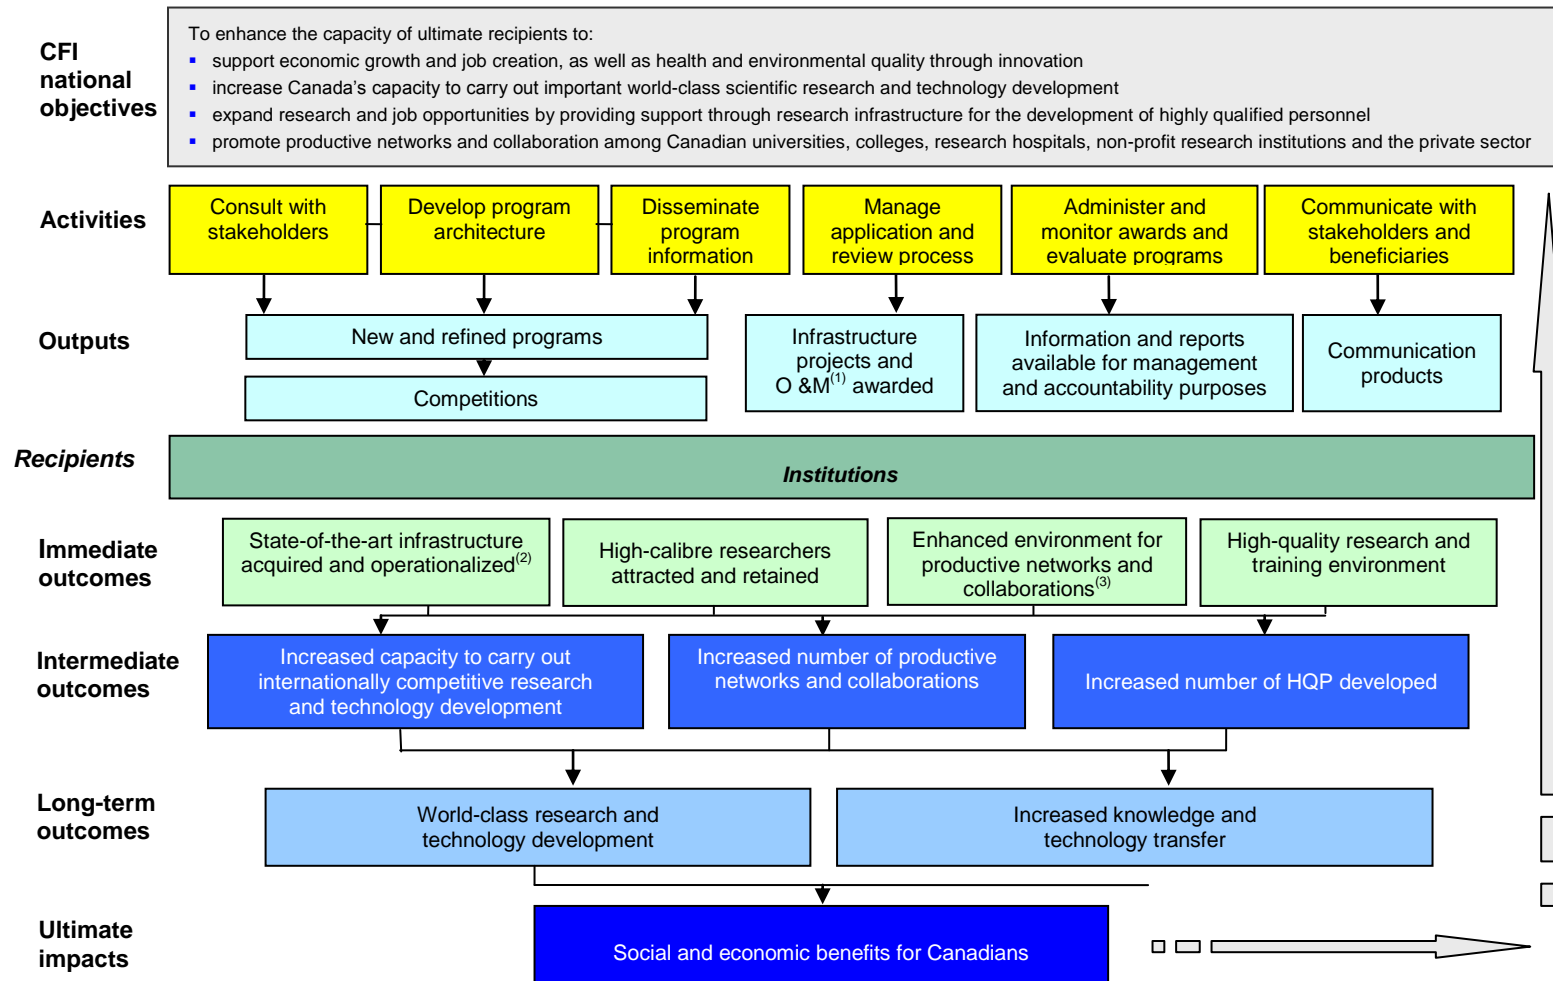 CFI
national
objectives
To enhance the capacity of ultimate recipients to:
▪ support economic growth and job creation, as well as health and environmental quality through innovation
▪ increase Canada's capacity to carry out important world-class scientific research and technology development
▪ expand research and job opportunities by providing support through research infrastructure for the development of highly qualified personnel
▪ promote productive networks and collaboration among Canadian universities, colleges, research hospitals, non-profit research institutions and the private sector
Activities
Consult with
stakeholders
Develop program
architecture
Disseminate
program
information
Manage
application and
review process
Administer and
monitor awards and
evaluate programs
Communicate with
stakeholders and
beneficiaries
Outputs
New and refined programs
Competitions
Infrastructure
projects and
O &M(1) awarded
Information and reports
available for management
and accountability purposes
Communication
products
Recipients
Institutions
Immediate
outcomes
State-of-the-art infrastructure
acquired and operationalized(2)
High-calibre researchers
attracted and retained
Enhanced environment for
productive networks and
collaborations(3)
High-quality research and
training environment
Intermediate
outcomes
Increased capacity to carry out
internationally competitive research
and technology development
Increased number of productive
networks and collaborations
Increased number of HQP developed
Long-term
outcomes
World-class research and
technology development
Increased knowledge and
technology transfer
Ultimate
impacts
Social and economic benefits for Canadians